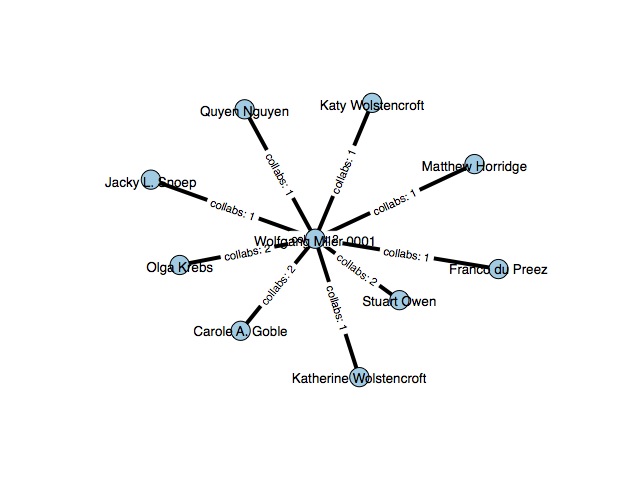 Katy Wolstencroft
Quyen Nguyen
collabs: 1
collabs: 1
Matthew Horridge
Jacky L. Snoep
collabs: 1
collabs: 1
Wolfgang Mller 0001
collabs: 2
collabs: 1
Olga Krebs
Franco du Preez
collabs: 2
collabs: 2
Stuart Owen
collabs: 1
Carole A. Goble
Katherine Wolstencroft